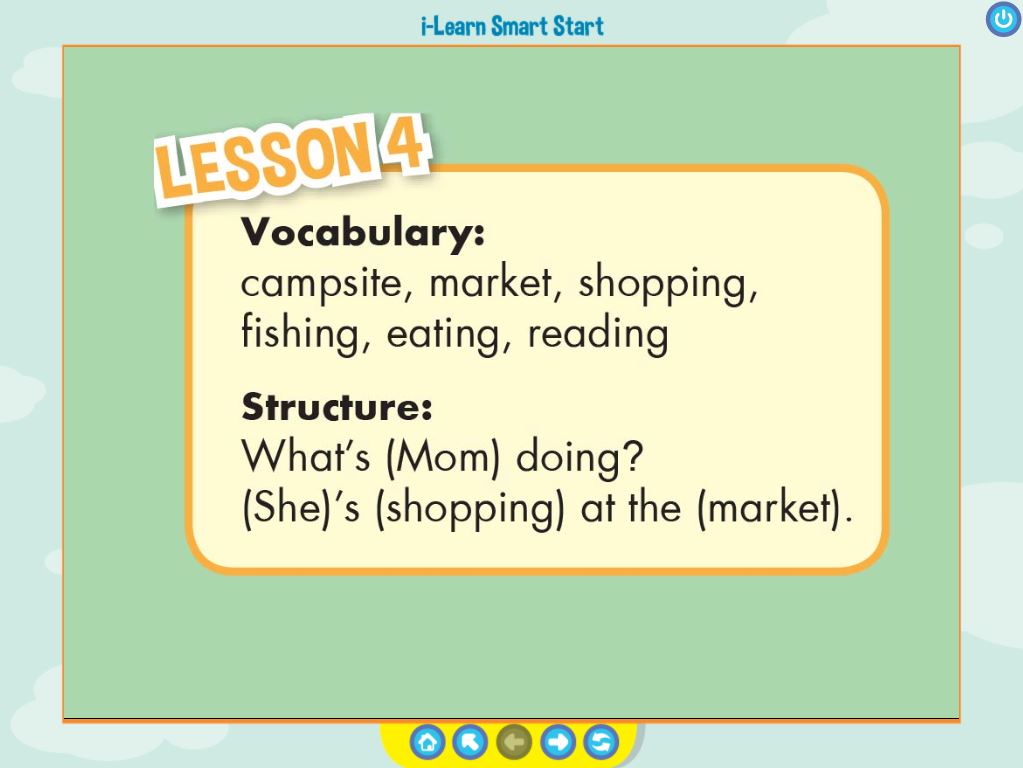 i-Learn Smart Start
LESSON 4
Vocabulary:
campsite, market, shopping,
fishing, eating, reading
Structure:
What’s (Mom) doing?
(She)’s (shopping) at the (market).